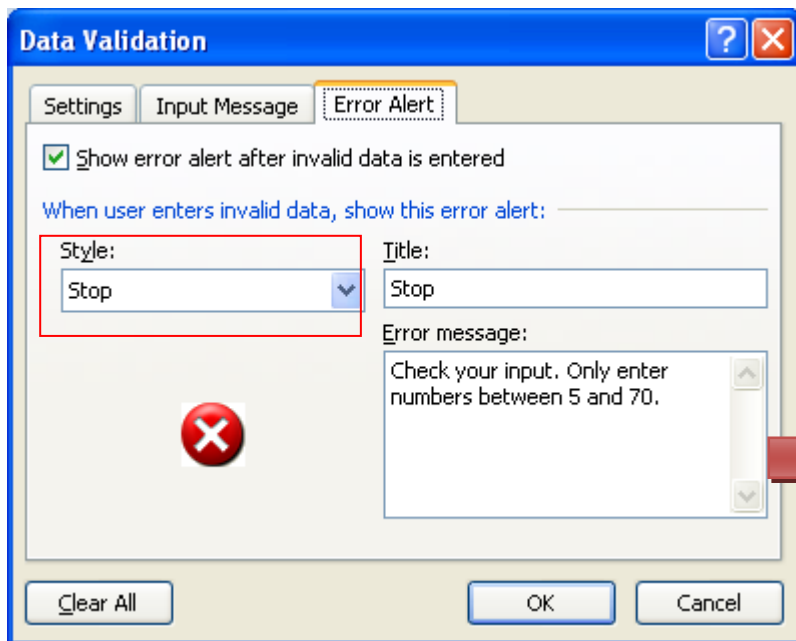 Data Validation
?
Settings Input Message Error Alert
Show error alert after invalid data is entered
When user enters invalid data, show this error alert:
Style: Title:
Stop Stop
Error message:
Check your input. Only enter
numbers between 5 and 70.
Clear All OK Cancel